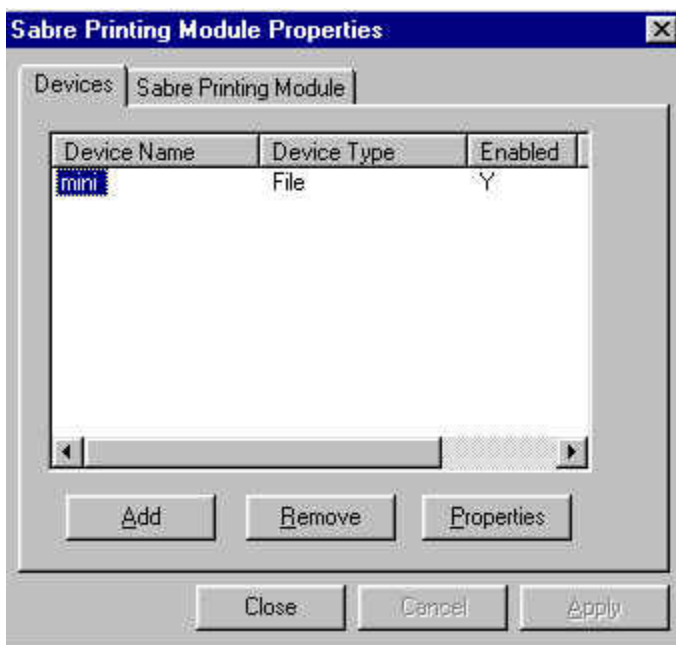 Sabre Printing Module Properties
Devices Sabre Printing Module
Device Name Device Type Enabled
mini File Y
Add Remove Properties
Close Cancel Apply